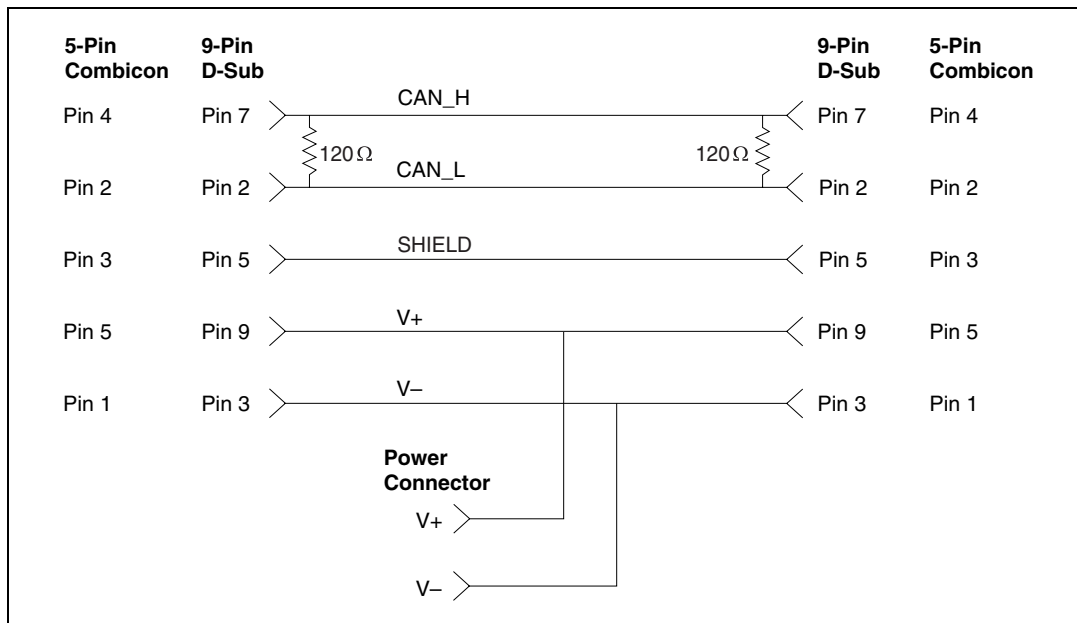 5-Pin Combicon 9-Pin D-Sub 9-Pin D-Sub 5-Pin Combicon
Pin 4 Pin 7 CAN_H Pin 7 Pin 4
120Ω 120Ω
Pin 2 Pin 2 CAN_L Pin 2 Pin 2
Pin 3 Pin 5 SHIELD Pin 5 Pin 3
Pin 5 Pin 9 V+ Pin 9 Pin 5
Pin 1 Pin 3 V– Pin 3 Pin 1
Power
Connector
V+
V–